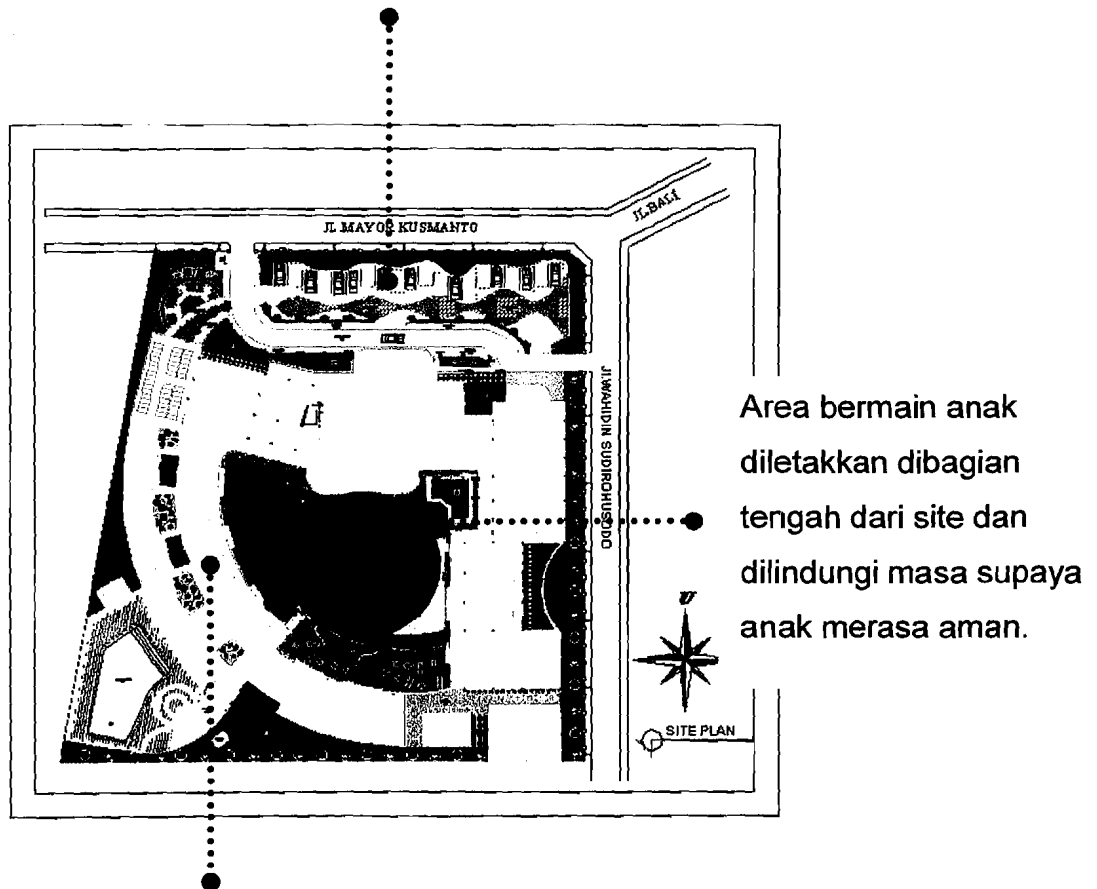 JL MAYOR KUSMANTO
JL.BALI
JL.WAHIDIN SUDIROHUSODO
Area bermain anak
diletakkan dibagian
tengah dari site dan
dilindungi masa supaya
anak merasa aman.
U
SITE PLAN